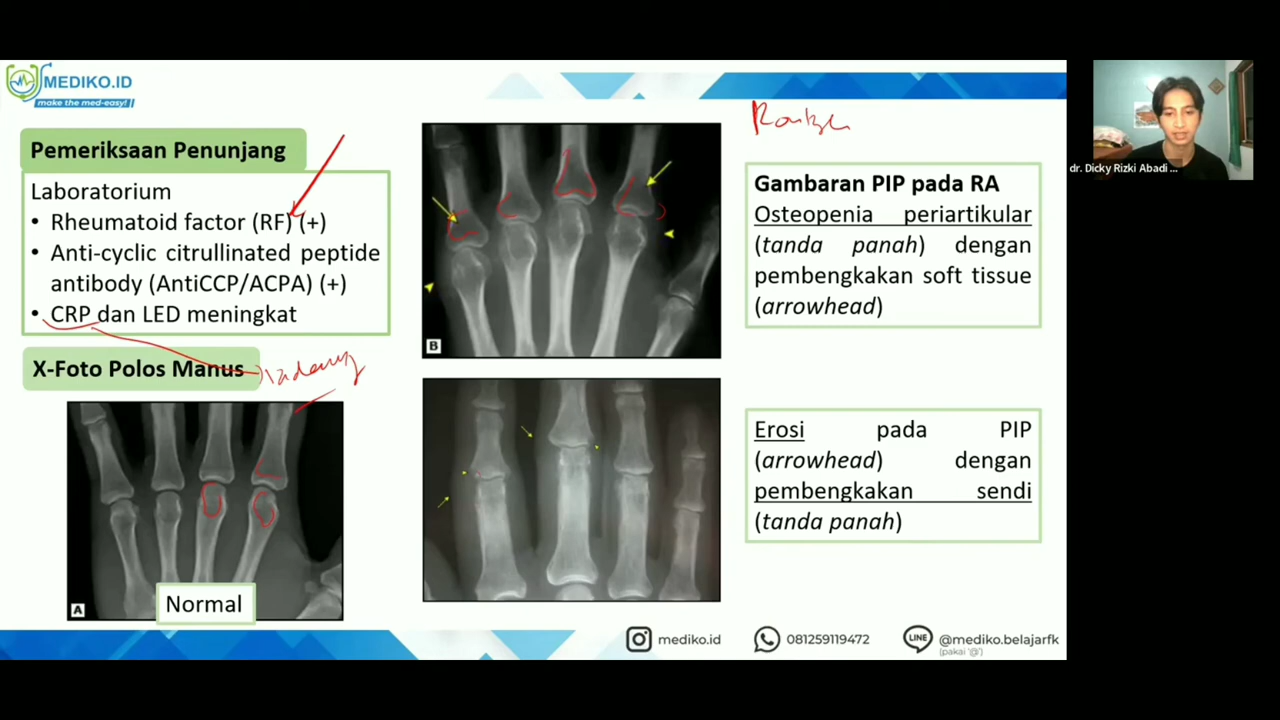 MEDIKO.ID
make the med-easy!
Pemeriksaan Penunjang
Laboratorium
• Rheumatoid factor (RF) (+)
• Anti-cyclic citrullinated peptide
antibody (AntiCCP/ACPA) (+)
• CRP dan LED meningkat
X-Foto Polos Manus
A
Normal
B
Gambaran PIP pada RA
Osteopenia periartikular
(tanda panah) dengan
pembengkakan soft tissue
(arrowhead)
Erosi pada PIP
(arrowhead) dengan
pembengkakan sendi
(tanda panah)
mediko.id
081259119472
LINE
@mediko.belajarfk
(pakai '@')
dr. Dicky Rizki Abadi ...